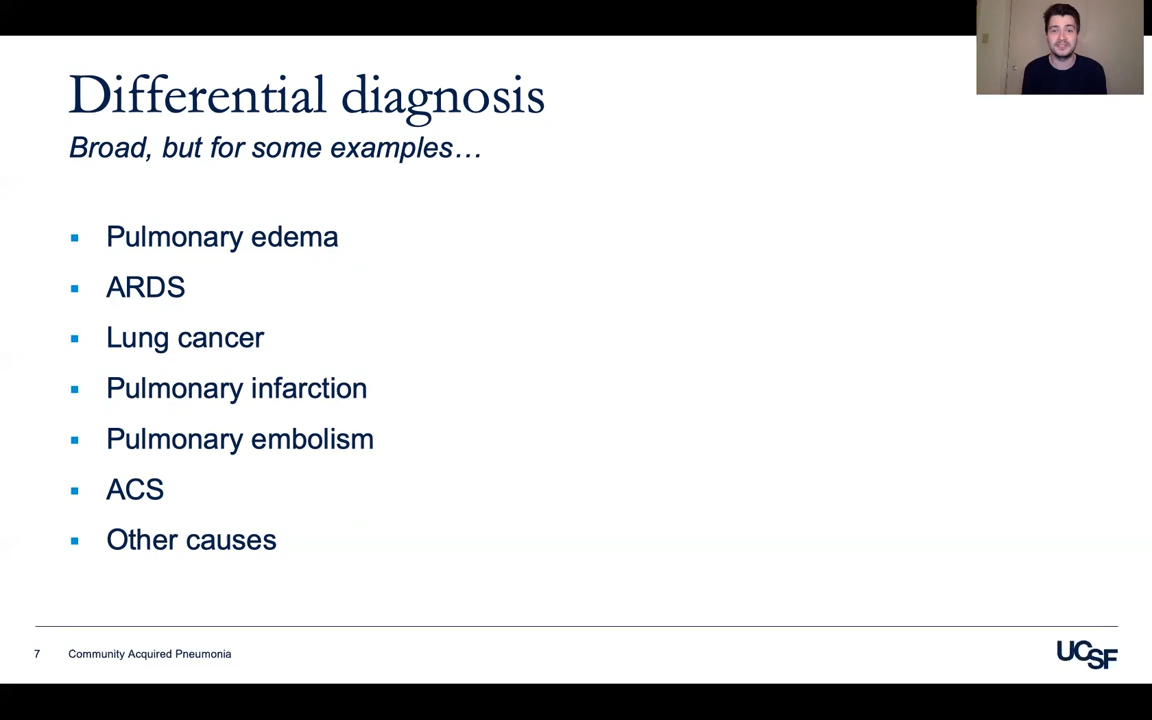 Differential diagnosis
Broad, but for some examples…
▪ Pulmonary edema
▪ ARDS
▪ Lung cancer
▪ Pulmonary infarction
▪ Pulmonary embolism
▪ ACS
▪ Other causes
7 Community Acquired Pneumonia
UCSF